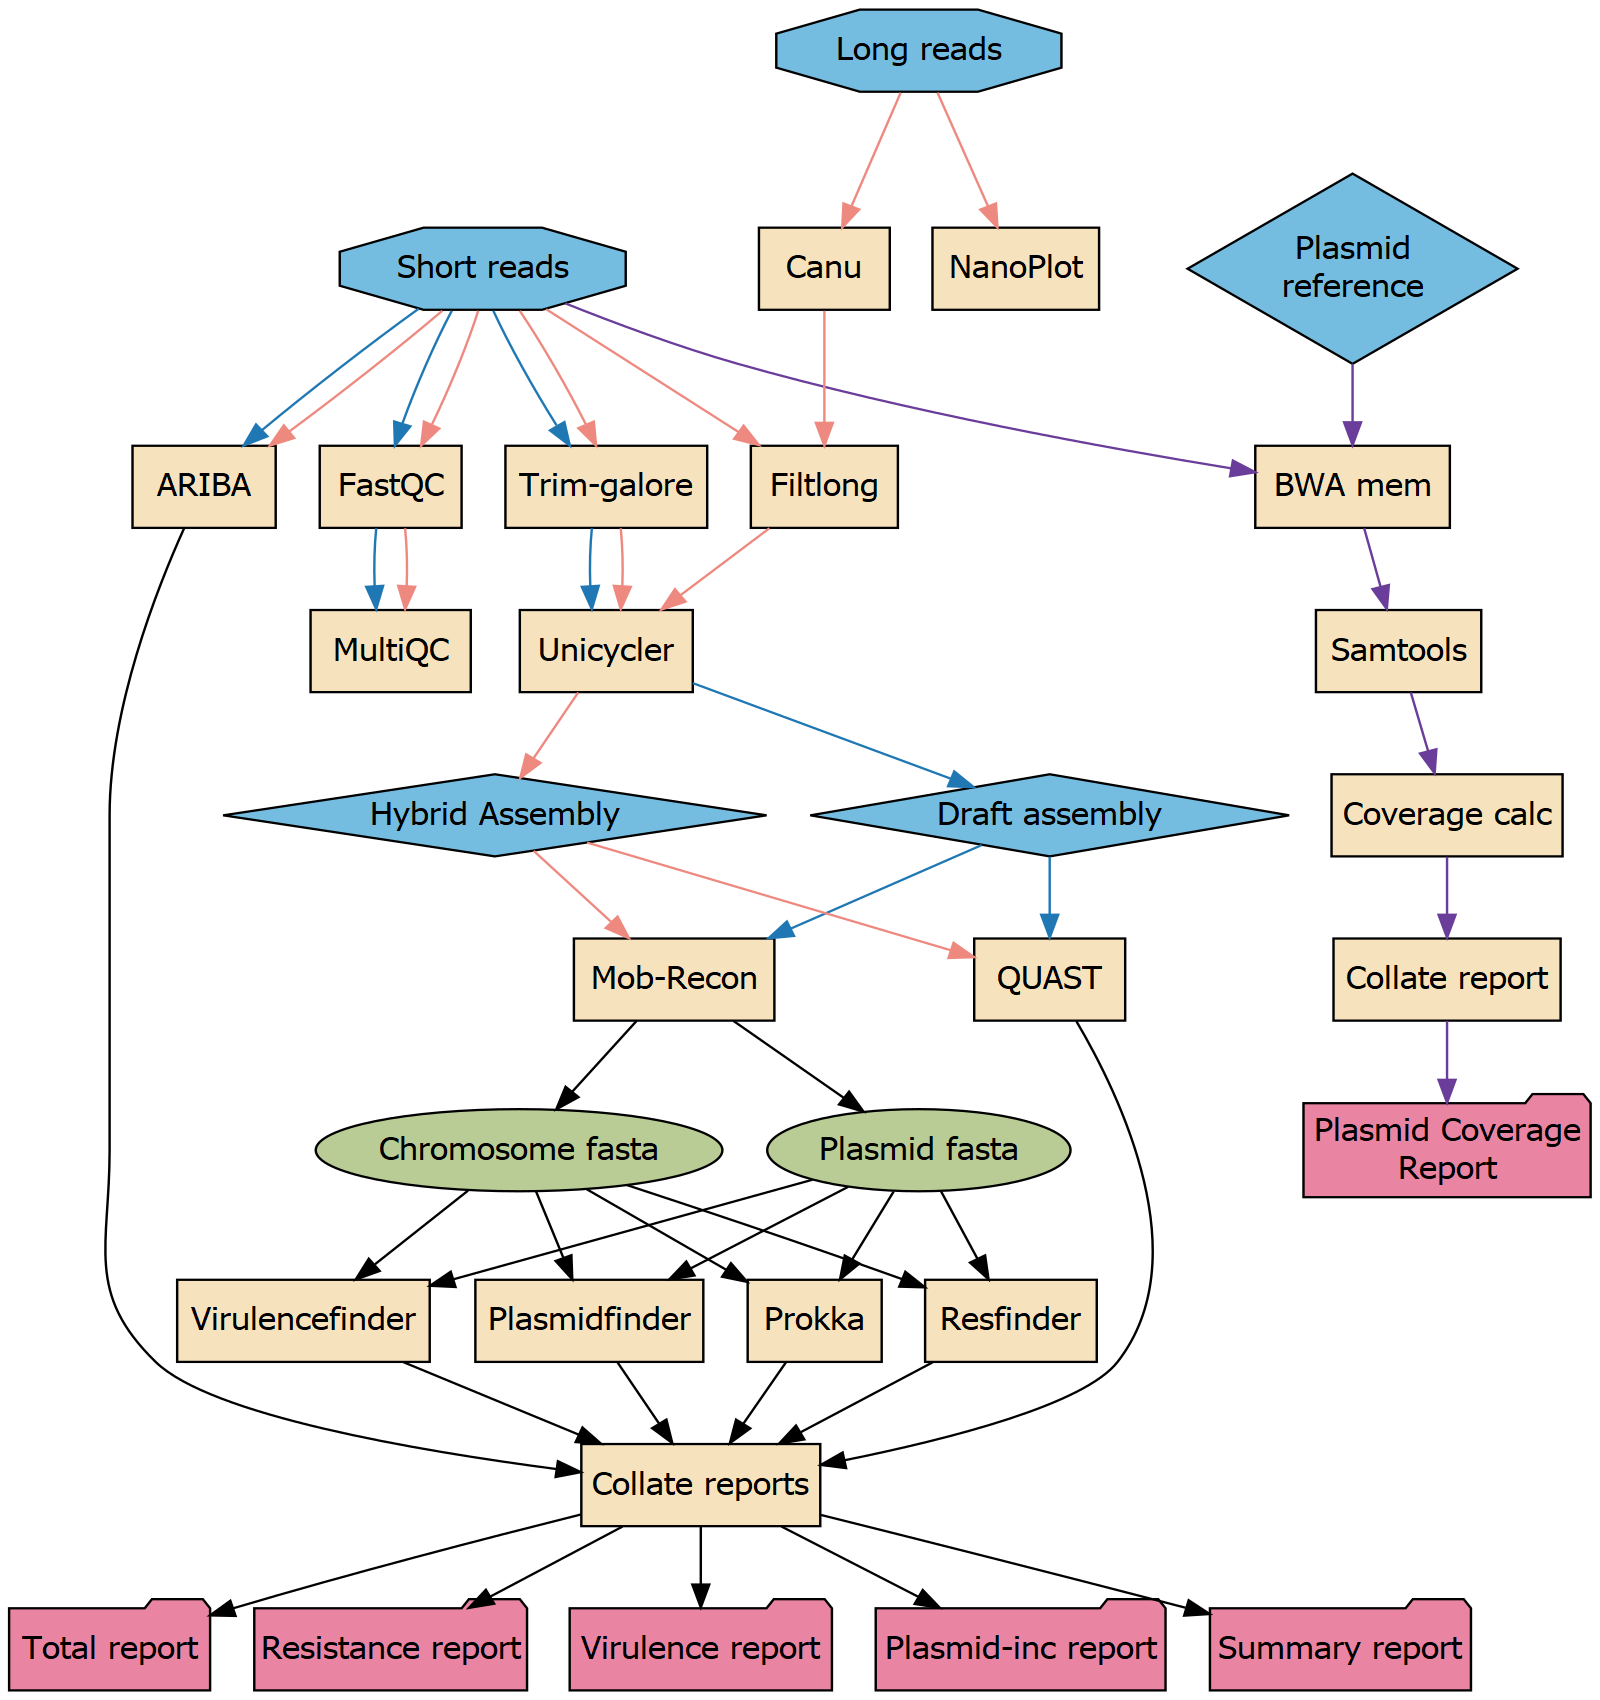 Long reads
Short reads
Canu
NanoPlot
Plasmid
reference
ARIBA
FastQC
Trim-galore
Filtlong
BWA mem
MultiQC
Unicycler
Samtools
Hybrid Assembly
Draft assembly
Coverage calc
Mob-Recon
QUAST
Collate report
Chromosome fasta
Plasmid fasta
Plasmid Coverage
Report
Virulencefinder
Plasmidfinder
Prokka
Resfinder
Collate reports
Total report
Resistance report
Virulence report
Plasmid-inc report
Summary report